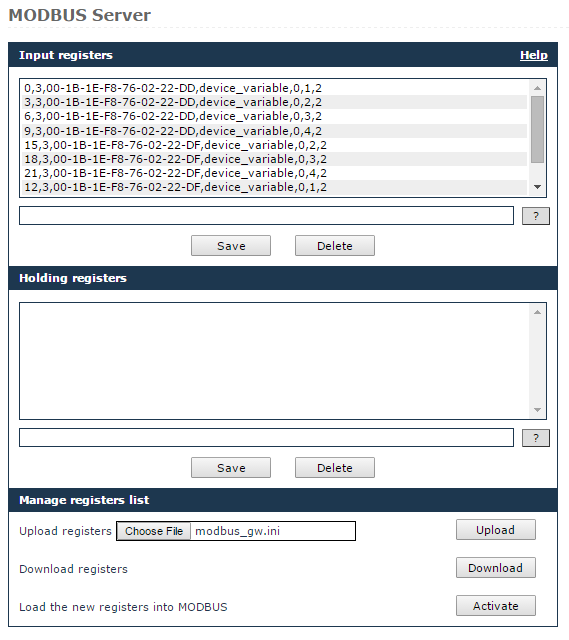 MODBUS Server
Input registers Help
0,3,00-1B-1E-F8-76-02-22-DD,device_variable,0,1,2
3,3,00-1B-1E-F8-76-02-22-DD,device_variable,0,2,2
6,3,00-1B-1E-F8-76-02-22-DD,device_variable,0,3,2
9,3,00-1B-1E-F8-76-02-22-DD,device_variable,0,4,2
15,3,00-1B-1E-F8-76-02-22-DF,device_variable,0,2,2
18,3,00-1B-1E-F8-76-02-22-DF,device_variable,0,3,2
21,3,00-1B-1E-F8-76-02-22-DF,device_variable,0,4,2
12,3,00-1B-1E-F8-76-02-22-DF,device_variable,0,1,2
?
Save Delete
Holding registers
?
Save Delete
Manage registers list
Upload registers Choose File modbus_gw.ini Upload
Download registers Download
Load the new registers into MODBUS Activate